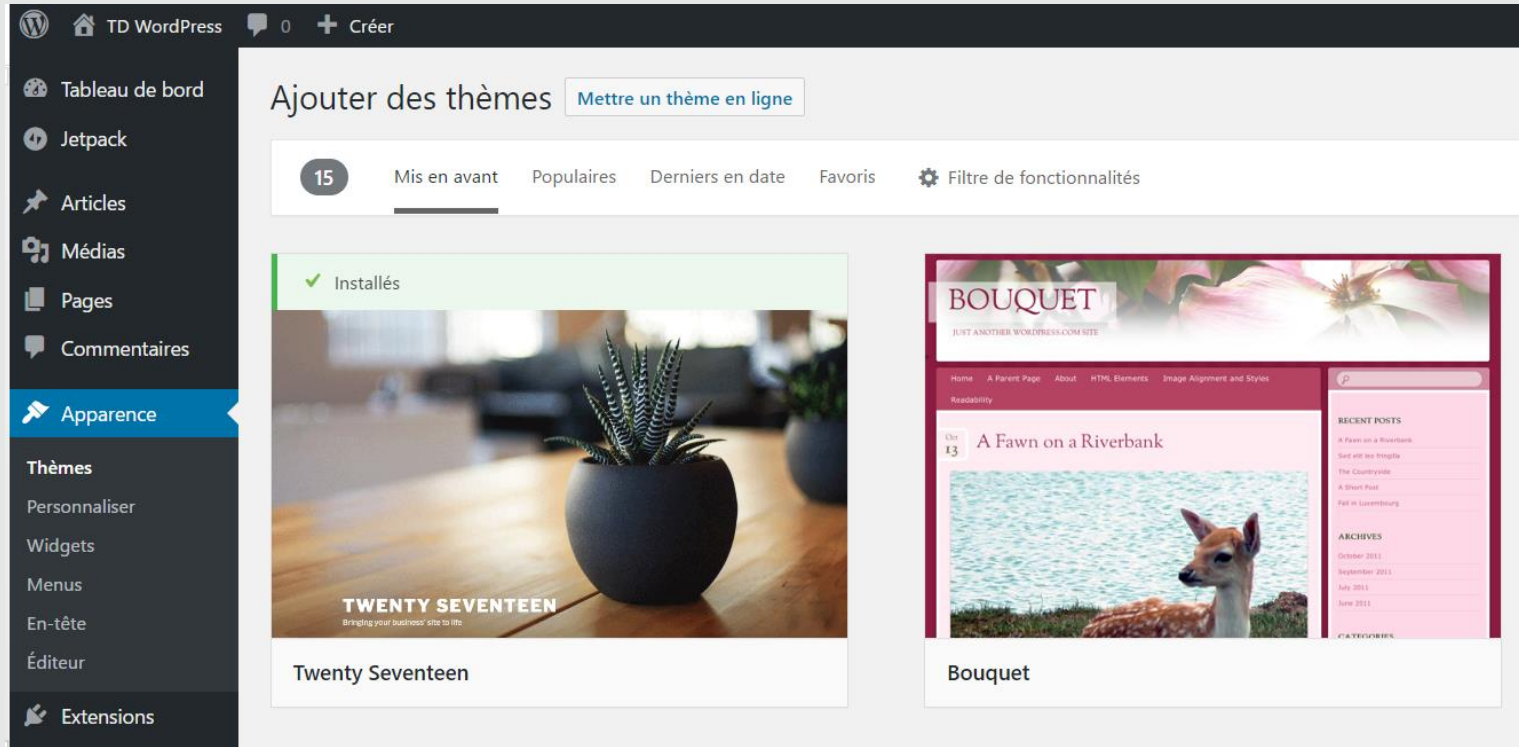 TD WordPress 0 Créer
Tableau de bord
Jetpack
Articles
Médias
Pages
Commentaires
Apparence
Thèmes
Personnaliser
Widgets
Menus
En-tête
Éditeur
Extensions
Ajouter des thèmes Mettre un thème en ligne
15 Mis en avant Populaires Derniers en date Favoris Filtre de fonctionnalités
Installés
TWENTY SEVENTEEN
Bringing your business' site to life
Twenty Seventeen
BOUQUET
JUST ANOTHER WORDPRESS.COM SITE
Home A Parent Page About HTML Elements Image Alignment and Styles
Readability
Oct
13
A Fawn on a Riverbank
RECENT POSTS
A Fawn on a Riverbank
Sed elit leo fringilla
The Countryside
A Short Post
Fall in Luxembourg
ARCHIVES
October 2011
September 2011
July 2011
June 2011
CATEGORIES
Bouquet